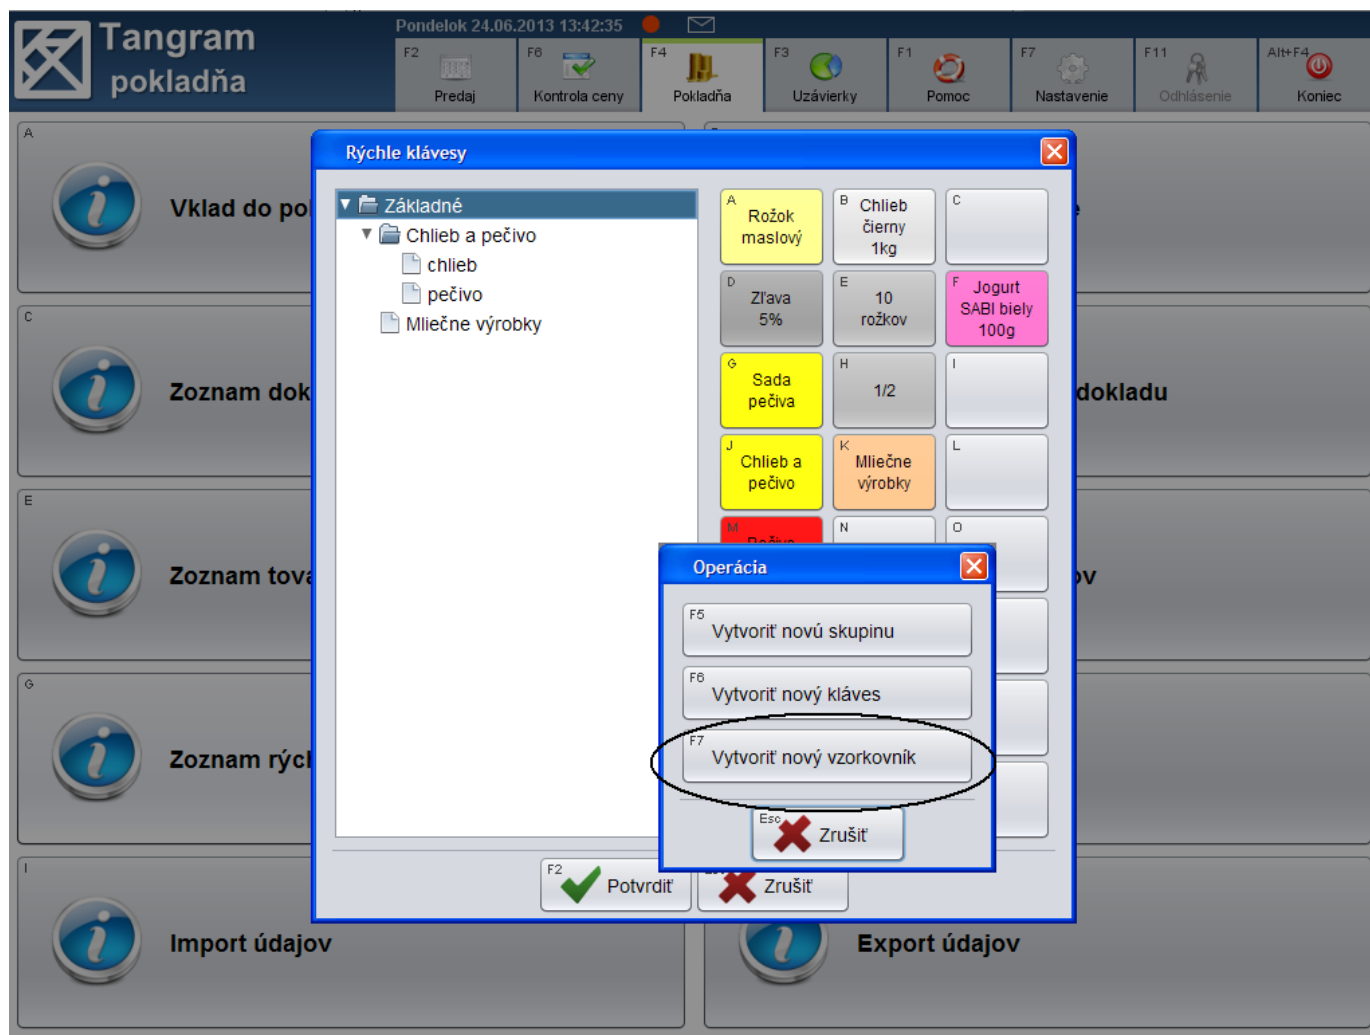 Tangram
pokladňa
Pondelok 24.06.2013 13:42:35
F2
Predaj
F6
Kontrola ceny
F4
Pokladňa
F3
Uzávierky
F1
Pomoc
F7
Nastavenie
F11
Odhlásenie
Alt+F4
Koniec
A
Vklad do
C
Zoznam
dokladu
E
Zoznam
G
Zoznam
I
Import údajov
Export údajov
Rýchle klávesy
Základné
Chlieb a pečivo
chlieb
pečivo
Mliečne výrobky
A
Rožok
maslový
B
Chlieb
čierny
1kg
C
D
Zľava
5%
E
10
rožkov
F
Jogurt
SABI biely
100g
G
Sada
pečiva
H
1/2
I
J
Chlieb a
pečivo
K
Mliečne
výrobky
L
M
N
O
F2
Potvrdiť
Zrušiť
Operácia
F5
Vytvoriť novú skupinu
F6
Vytvoriť nový kláves
F7
Vytvoriť nový vzorkovník
Esc
Zrušiť